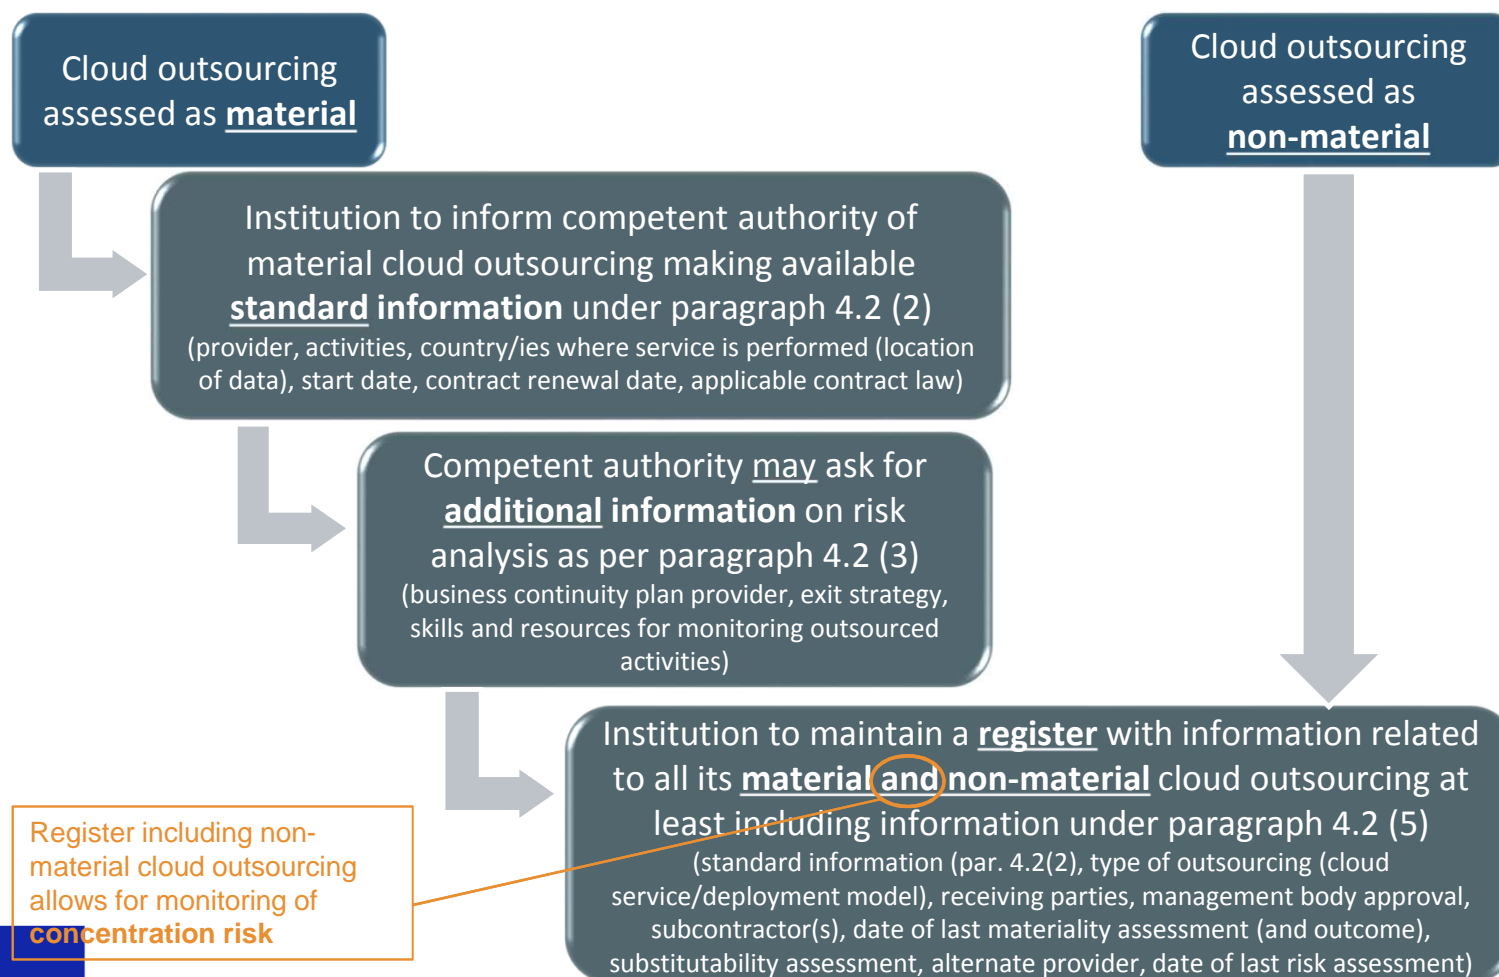 Cloud outsourcing
assessed as material
Cloud outsourcing
assessed as
non-material
Institution to inform competent authority of
material cloud outsourcing making available
standard information under paragraph 4.2 (2)
(provider, activities, country/ies where service is performed (location
of data), start date, contract renewal date, applicable contract law)
Competent authority may ask for
additional information on risk
analysis as per paragraph 4.2 (3)
(business continuity plan provider, exit strategy,
skills and resources for monitoring outsourced
activities)
Institution to maintain a register with information related
to all its material and non-material cloud outsourcing at
least including information under paragraph 4.2 (5)
(standard information (par. 4.2(2), type of outsourcing (cloud
service/deployment model), receiving parties, management body approval,
subcontractor(s), date of last materiality assessment (and outcome),
substitutability assessment, alternate provider, date of last risk assessment)
Register including non-
material cloud outsourcing
allows for monitoring of
concentration risk